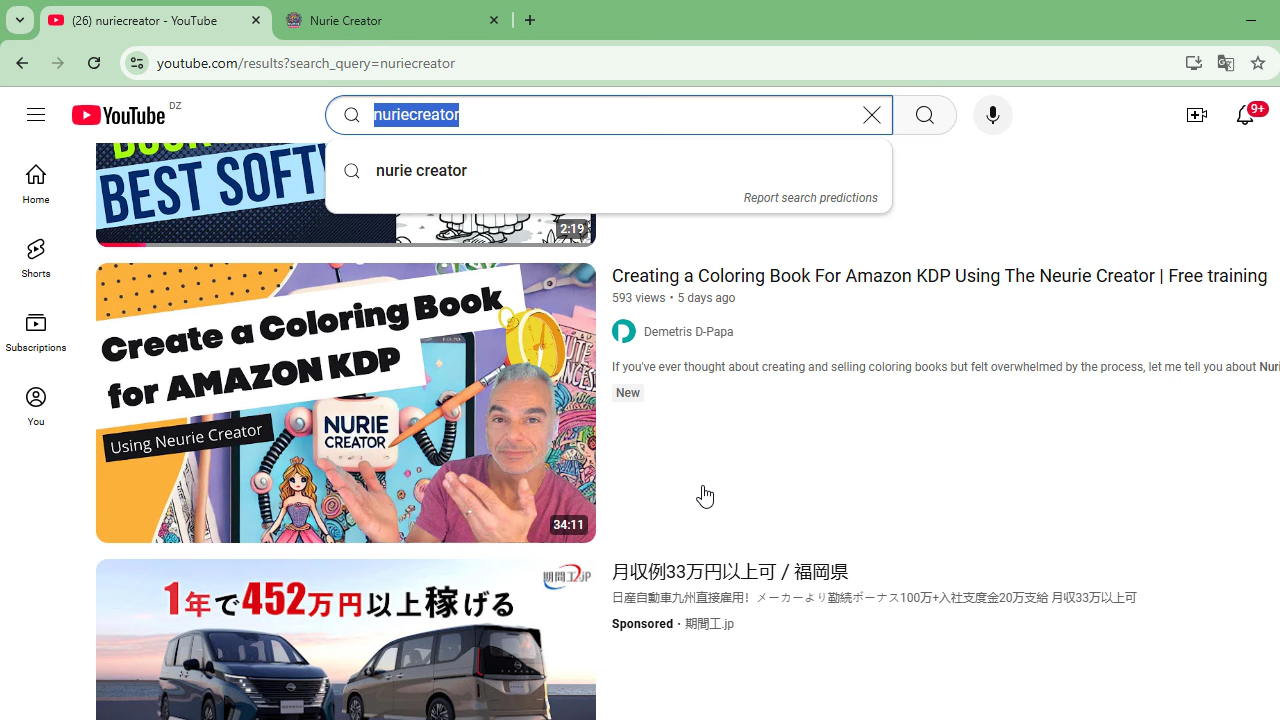 (26) nuriecreator - YouTube
Nurie Creator
youtube.com/results?search_query=nuriecreator
YouTube
DZ
nuriecreator
9+
nurie creator
Report search predictions
Home
Shorts
Subscriptions
You
BEST SOFT
2:19
Create a Coloring Book
for AMAZON KDP
Using Neurie Creator
NURIE
CREATOR
34:11
Creating a Coloring Book For Amazon KDP Using The Neurie Creator | Free training
593 views • 5 days ago
Demetris D-Papa
If you've ever thought about creating and selling coloring books but felt overwhelmed by the process, let me tell you about Nuri
New
1年で452万円以上稼げる
期間工.jp
月収例33万円以上可 / 福岡県
日産自動車九州直接雇用！メーカーより勤続ボーナス100万+入社支度金20万支給 月収33万以上可
Sponsored · 期間工.jp